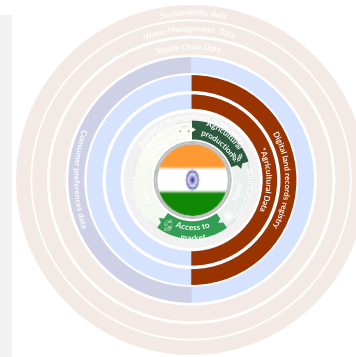 Sustainability data
Waste Management Data
Supply Chain Data
Consumer preferences data
Digital land records registry
*Agricultural Data
Agricultural
production
Access to
market